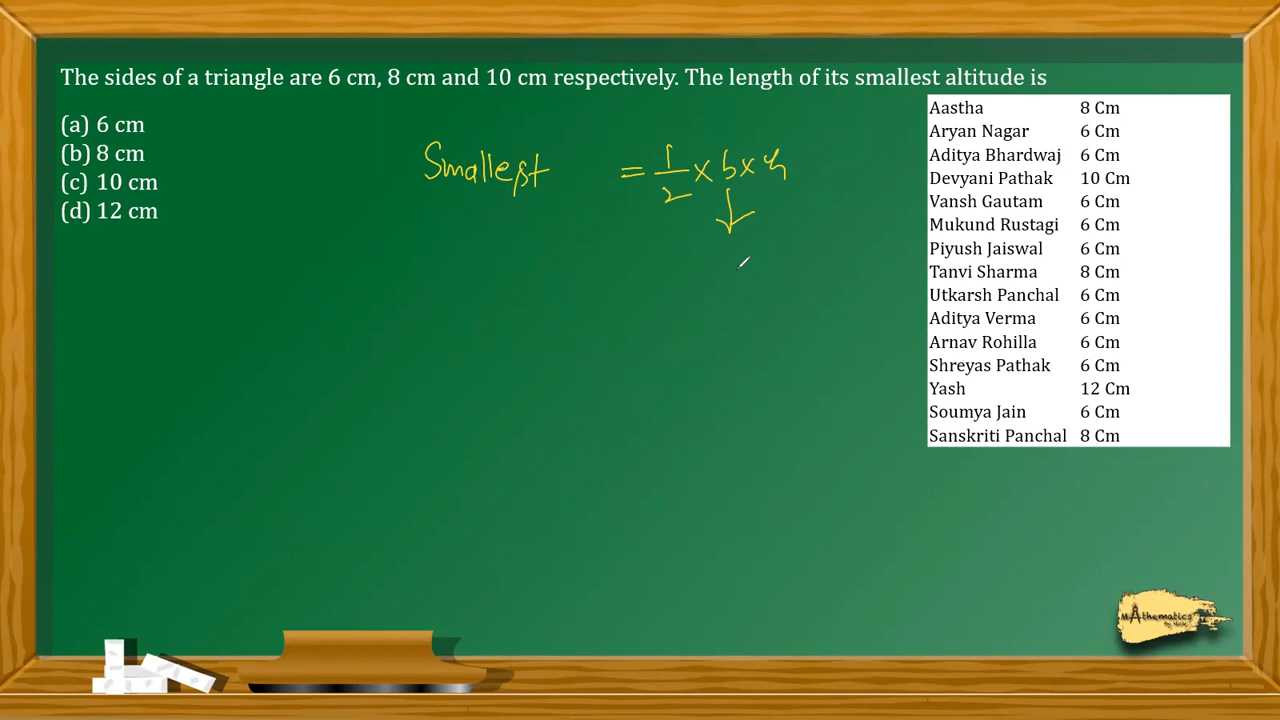 The sides of a triangle are 6 cm, 8 cm and 10 cm respectively. The length of its smallest altitude is
(a) 6 cm
(b) 8 cm
(c) 10 cm
(d) 12 cm
Smallest = 1/2 × b × h
Aastha 8 Cm
Aryan Nagar 6 Cm
Aditya Bhardwaj 6 Cm
Devyani Pathak 10 Cm
Vansh Gautam 6 Cm
Mukund Rustagi 6 Cm
Piyush Jaiswal 6 Cm
Tanvi Sharma 8 Cm
Utkarsh Panchal 6 Cm
Aditya Verma 6 Cm
Arnav Rohilla 6 Cm
Shreyas Pathak 6 Cm
Yash 12 Cm
Soumya Jain 6 Cm
Sanskriti Panchal 8 Cm
mAthematics